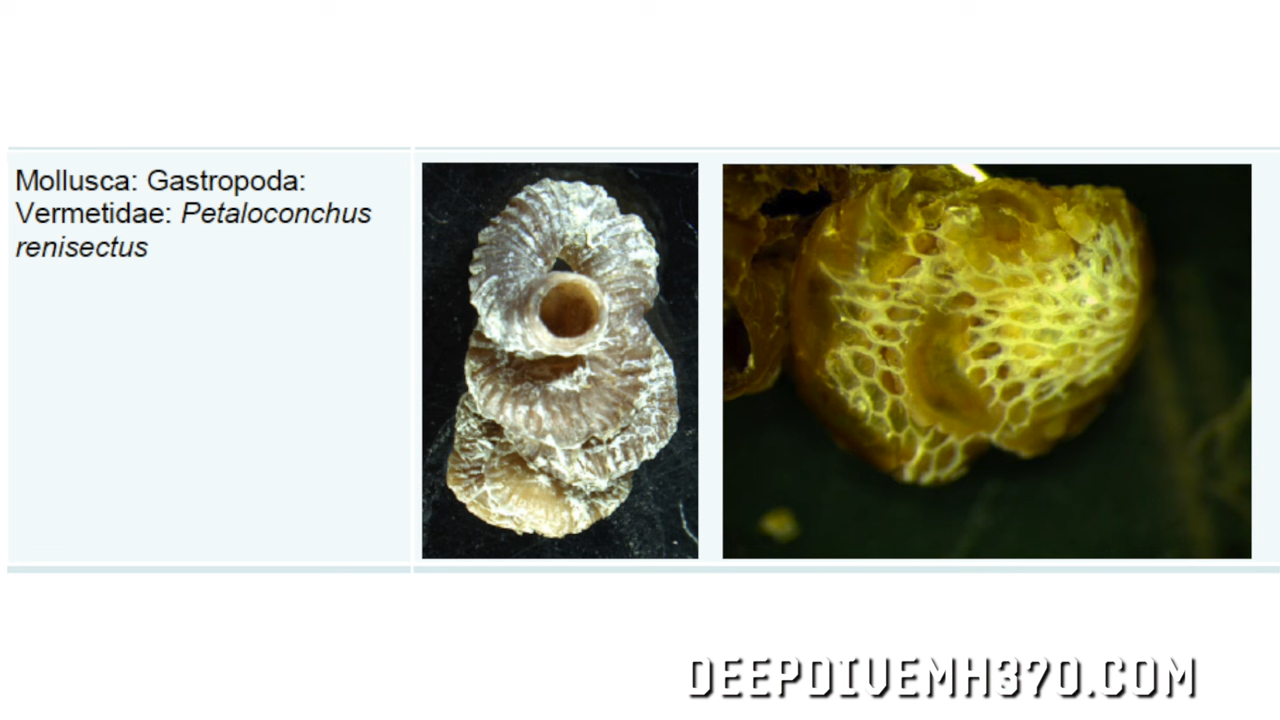 Mollusca: Gastropoda:
Vermetidae: Petaloconchus
renisectus
DEEPDIVEMH370.COM